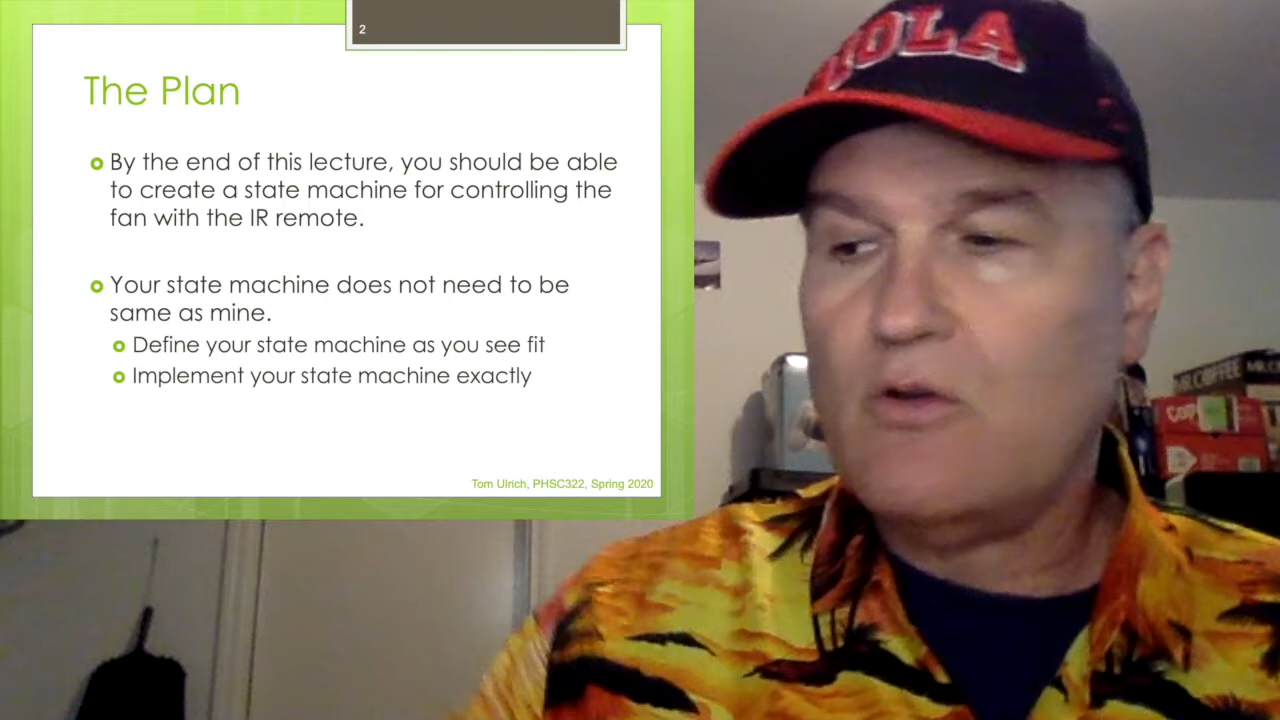 2
The Plan
By the end of this lecture, you should be able
to create a state machine for controlling the
fan with the IR remote.
Your state machine does not need to be
same as mine.
Define your state machine as you see fit
Implement your state machine exactly
Tom Ulrich, PHSC322, Spring 2020
MR.COFFEE